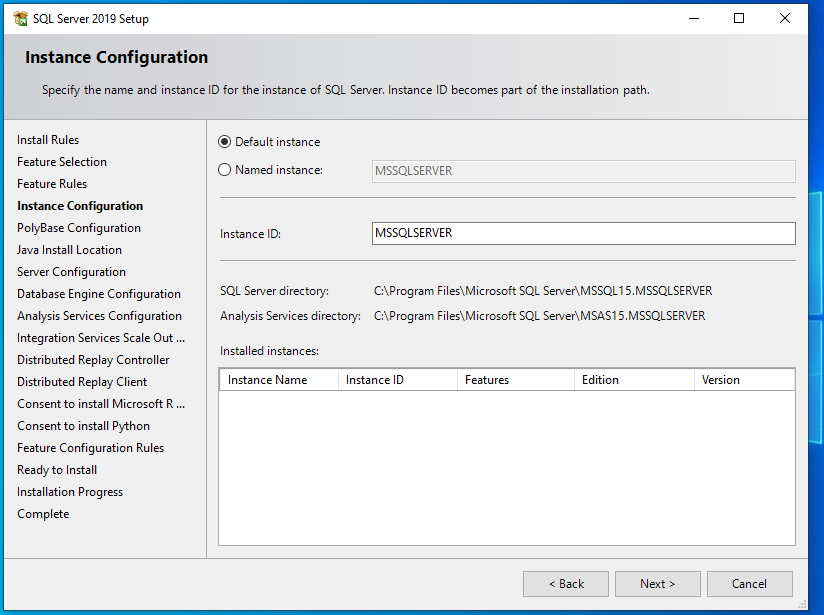 SQL Server 2019 Setup
Instance Configuration
Specify the name and instance ID for the instance of SQL Server. Instance ID becomes part of the installation path.
Install Rules
Feature Selection
Feature Rules
Instance Configuration
PolyBase Configuration
Java Install Location
Server Configuration
Database Engine Configuration
Analysis Services Configuration
Integration Services Scale Out ...
Distributed Replay Controller
Distributed Replay Client
Consent to install Microsoft R ...
Consent to install Python
Feature Configuration Rules
Ready to Install
Installation Progress
Complete
Default instance
Named instance: MSSQLSERVER
Instance ID: MSSQLSERVER
SQL Server directory: C:\Program Files\Microsoft SQL Server\MSSQL15.MSSQLSERVER
Analysis Services directory: C:\Program Files\Microsoft SQL Server\MSAS15.MSSQLSERVER
Installed instances:
Instance Name Instance ID Features Edition Version
< Back Next > Cancel